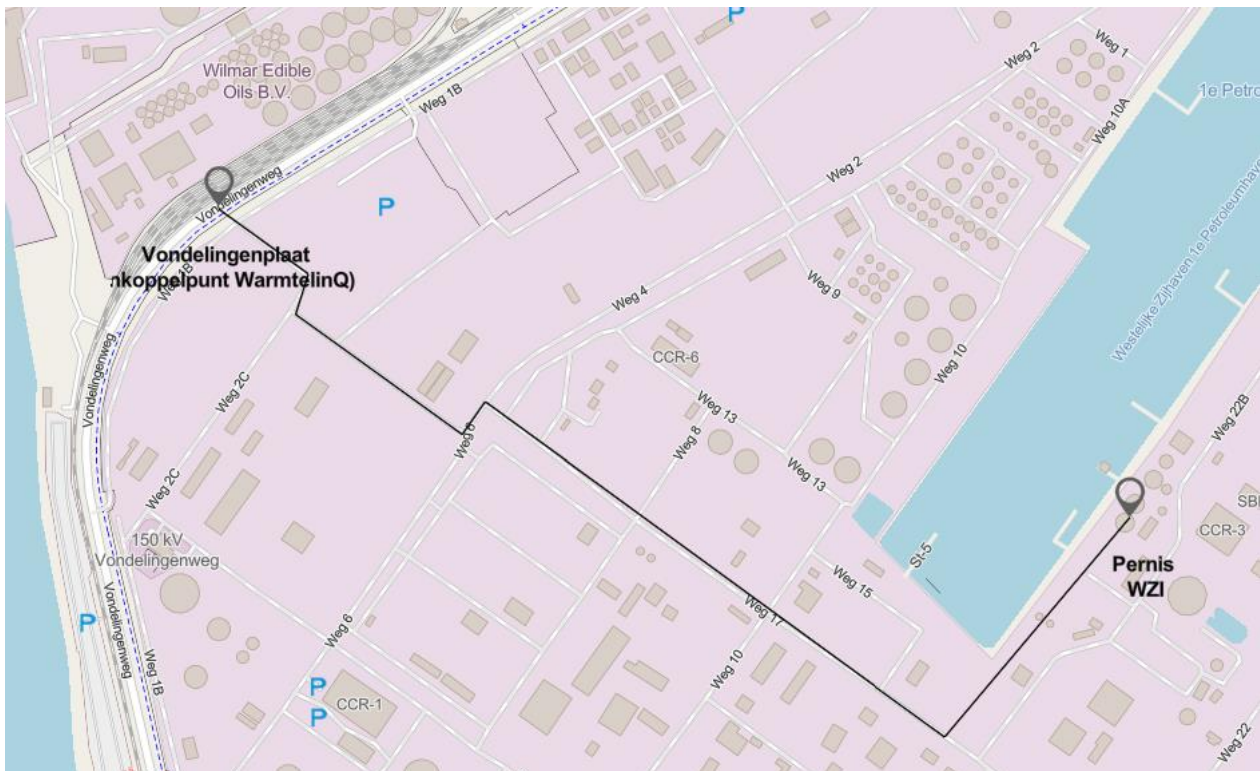 P
Weg 2
Weg 1
Wilmar Edible
Oils B.V.
Weg 1B
1e Petro
Weg 10A
Weg 2
Vondelingenweg
P
Westelijke Zijhaven 1e Petroleumhave
Vondelingenplaat
nkoppelpunt WarmtelinQ)
Weg 1B
Weg 9
Weg 4
Vondelingenweg
CCR-6
Weg 10
Weg 2C
Weg 13
Weg 22B
Weg 6
Weg 8
Weg 13
Weg 2C
SBI
CCR-3
150 kV
Vondelingenweg
St-5
Pernis
WZI
Weg 15
Vondelingenweg
P
Weg 17
Weg 6
Weg 1B
Weg 10
P
CCR-1
P
Weg 22